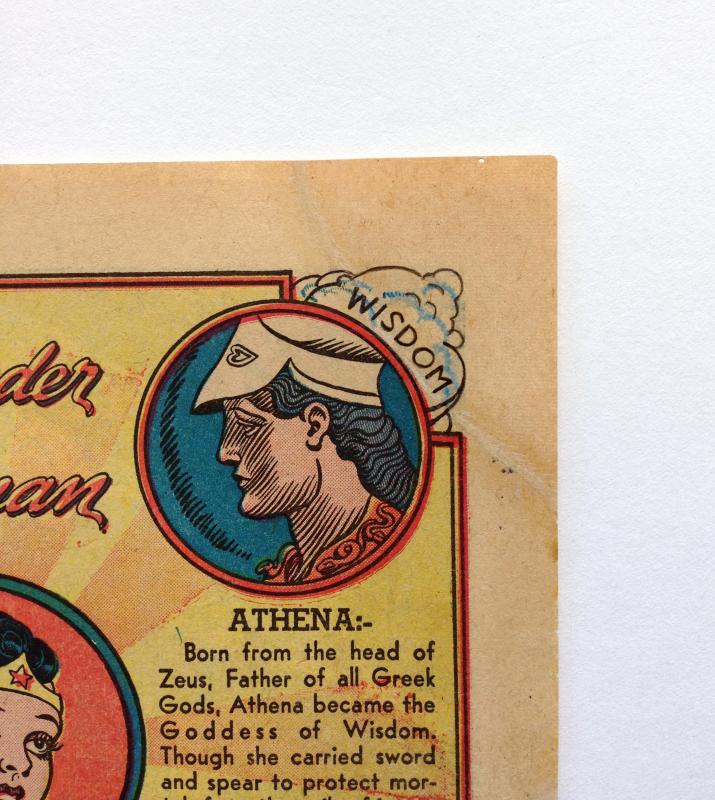 WISDOM
der
an
ATHENA:-
Born from the head of
Zeus, Father of all Greek
Gods, Athena became the
Goddess of Wisdom.
Though she carried sword
and spear to protect mor-